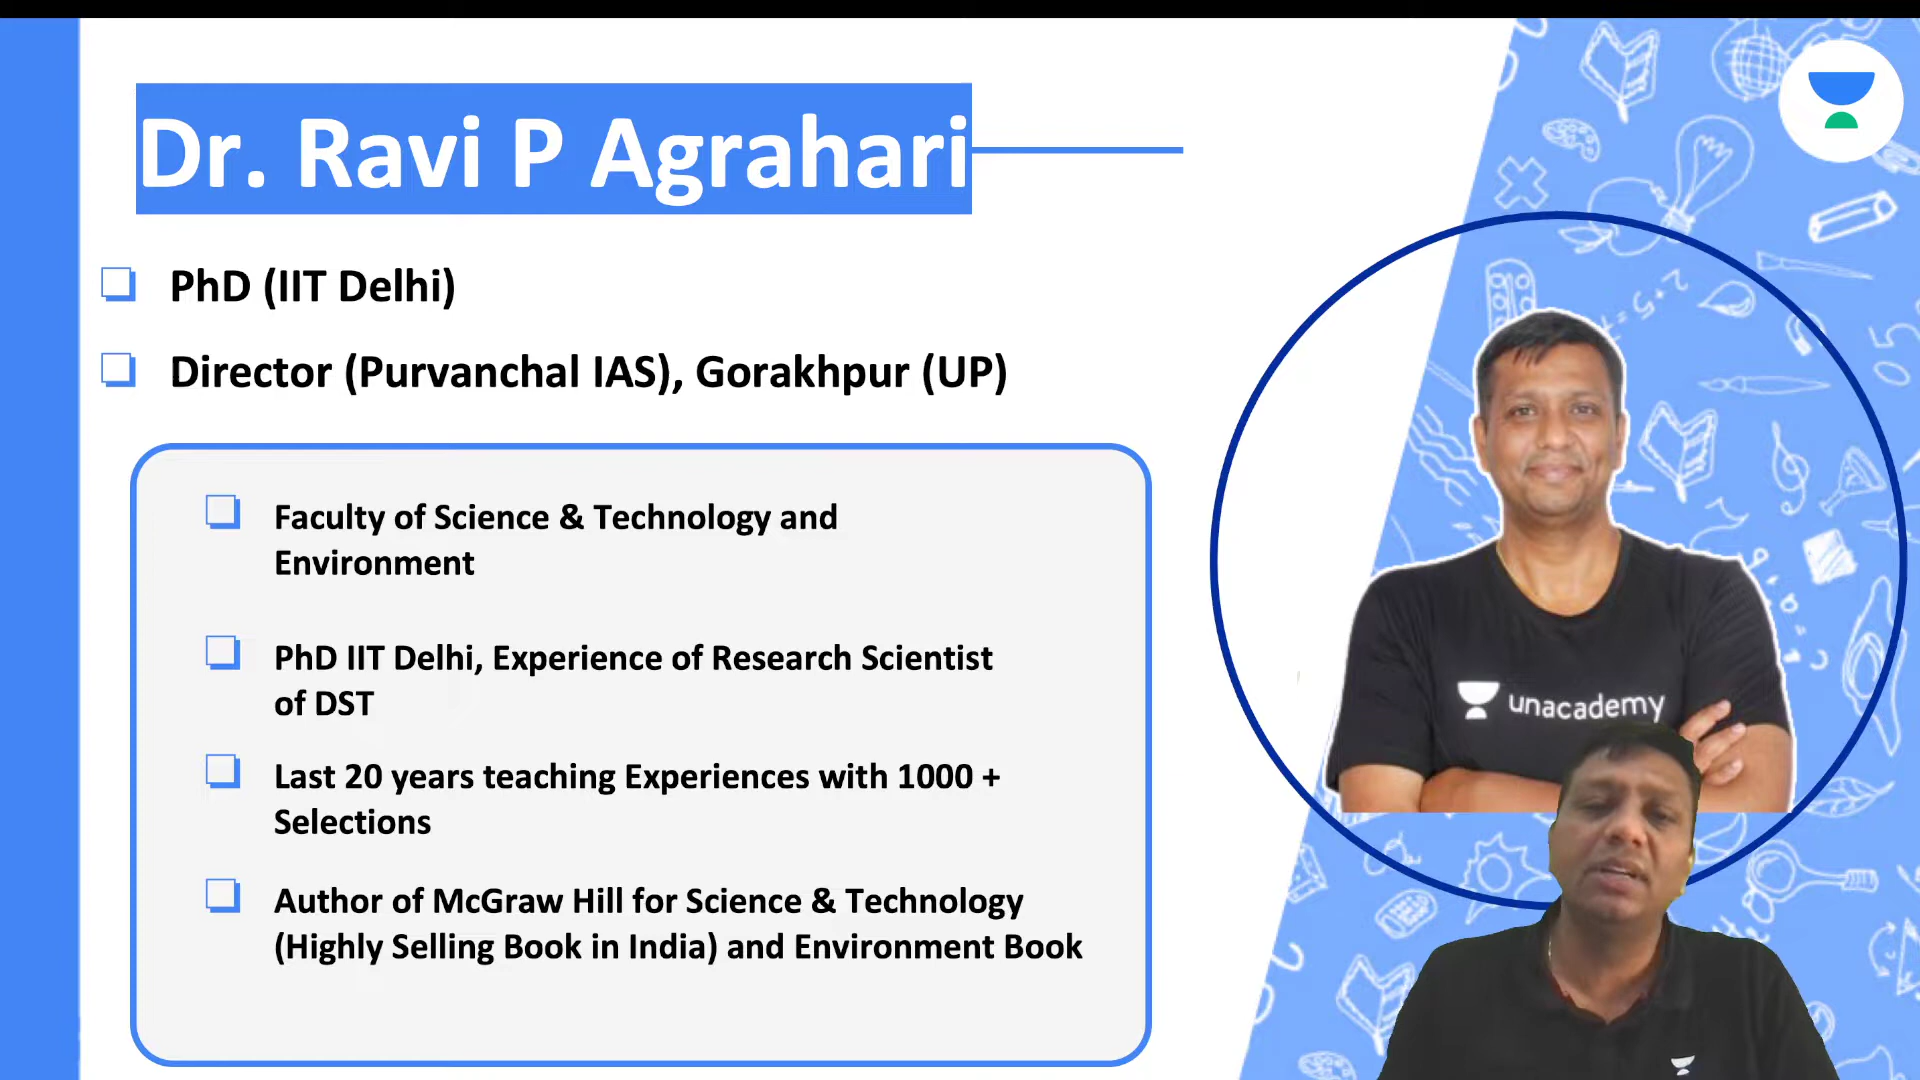 Dr. Ravi P Agrahari
PhD (IIT Delhi)
Director (Purvanchal IAS), Gorakhpur (UP)
Faculty of Science & Technology and
Environment
PhD IIT Delhi, Experience of Research Scientist
of DST
Last 20 years teaching Experiences with 1000 +
Selections
Author of McGraw Hill for Science & Technology
(Highly Selling Book in India) and Environment Book
unacademy